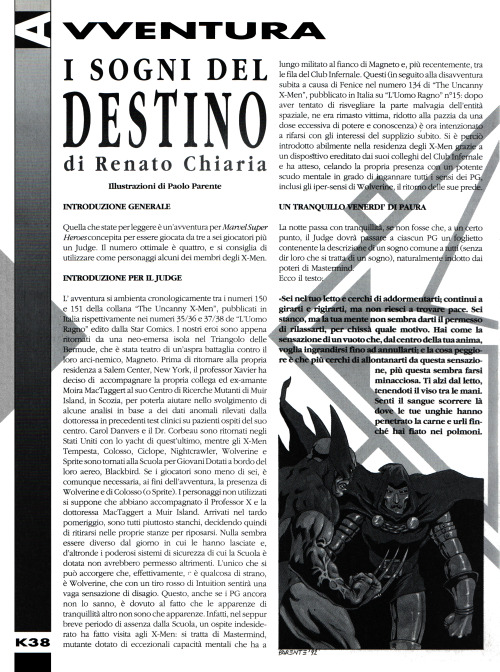 AVVENTURA
I SOGNI DEL
DESTINO
di Renato Chiaria
Illustrazioni di Paolo Parente
INTRODUZIONE GENERALE
Quella che state per leggere è un'avventura per Marvel Super
Heroes concepita per essere giocata da tre a sei giocatori più
un Judge. Il numero ottimale è quattro, e si consiglia di
utilizzare come personaggi alcuni dei membri degli X-Men.
INTRODUZIONE PER IL JUDGE
L' avventura si ambienta cronologicamente tra i numeri 150
e 151 della collana "The Uncanny X-Men", pubblicati in
Italia rispettivamente nei numeri 35/36 e 37/38 de "L'Uomo
Ragno" edito dalla Star Comics. I nostri eroi sono appena
ritornati da una neo-emersa isola nel Triangolo delle
Bermude, che è stata teatro di un'aspra battaglia contro il
loro arci-nemico, Magneto. Prima di ritornare alla propria
residenza a Salem Center, New York, il professor Xavier ha
deciso di accompagnare la propria collega ed ex-amante
Moira MacTaggert al suo Centro di Ricerche Mutanti di Muir
Island, in Scozia, per poterla aiutare nello svolgimento di
alcune analisi in base a dei dati anomali rilevati dalla
dottoressa in precedenti test clinici su pazienti ospiti del suo
centro. Carol Danvers e il Dr. Corbeau sono ritornati negli
Stati Uniti con lo yacht di quest'ultimo, mentre gli X-Men
Tempesta, Colosso, Ciclope, Nightcrawler, Wolverine e
Sprite sono tornati alla Scuola per Giovani Dotati a bordo del
loro aereo, Blackbird. Se i giocatori sono meno di sei, è
comunque necessaria, ai fini dell'avventura, la presenza di
Wolverine e di Colosso (o Sprite). I personaggi non utilizzati
si suppone che abbiano accompagnato il Professor X e la
dottoressa MacTaggert a Muir Island. Arrivati nel tardo
pomeriggio, sono tutti piuttosto stanchi, decidendo quindi
di ritirarsi nelle proprie stanze per riposarsi. Nulla sembra
essere diverso dal giorno in cui le hanno lasciate e,
d'altronde i poderosi sistemi di sicurezza di cui la Scuola è
dotata non avrebbero permesso altrimenti. L'unico che si
può accorgere che, effettivamente, c'è qualcosa di strano,
è Wolverine, che con un tiro rosso di Intuition sentirà una
vaga sensazione di disagio. Questo, anche se i PG ancora
non lo sanno, è dovuto al fatto che le apparenze di
tranquillità altro non sono che apparenze. Infatti, nel seppur
breve periodo di assenza dalla Scuola, un ospite indeside-
rato ha fatto visita agli X-Men: si tratta di Mastermind,
mutante dotato di eccezionali capacità mentali che ha a
lungo militato al fianco di Magneto e, più recentemente, tra
le fila del Club Infernale. Questi (in seguito alla disavventura
subita a causa di Fenice nel numero 134 di "The Uncanny
X-Men", pubblicato in Italia su "L'Uomo Ragno" n°15: dopo
aver tentato di risvegliare la parte malvagia dell'entità
spaziale, ne era rimasto vittima, ridotto alla pazzia da una
dose eccessiva di potere e conoscenza) è ora intenzionato
a rifarsi con gli interessi del supplizio subito. Si è perciò
introdotto abilmente nella residenza degli X-Men grazie a
un dispositivo ereditato dai suoi colleghi del Club Infernale
e ha atteso, celando la propria presenza con un potente
scudo mentale in grado di ingannare tutti i sensi dei PG,
inclusi gli iper-sensi di Wolverine, il ritorno delle sue prede.
UN TRANQUILLO VENERDI' DI PAURA
La notte passa con tranquillità, se non fosse che, a un certo
punto, il Judge dovrà passare a ciascun PG un foglietto
contenente la descrizione di un sogno comune a tutti (senza
dir loro che si tratta di un sogno), naturalmente indotto dai
poteri di Mastermind.
Ecco il testo:
«Sei nel tuo letto e cerchi di addormentarti; continui a
girarti e rigirarti, ma non riesci a trovare pace. Sei
stanco, ma la tua mente non sembra darti il permesso
di rilassarti, per chissà quale motivo. Hai come la
sensazione di un vuoto che, dal centro della tua anima,
voglia ingrandirsi fino ad annullarti; e la cosa peggio-
re è che più cerchi di allontanarti da questa sensazio-
ne, più questa sembra farsi
minacciosa. Ti alzi dal letto,
tenendoti il viso tra le mani.
Senti il sangue scorrere là
dove le tue unghie hanno
penetrato la carne e urli fin-
ché hai fiato nei polmoni.
PARENTE '92
K38